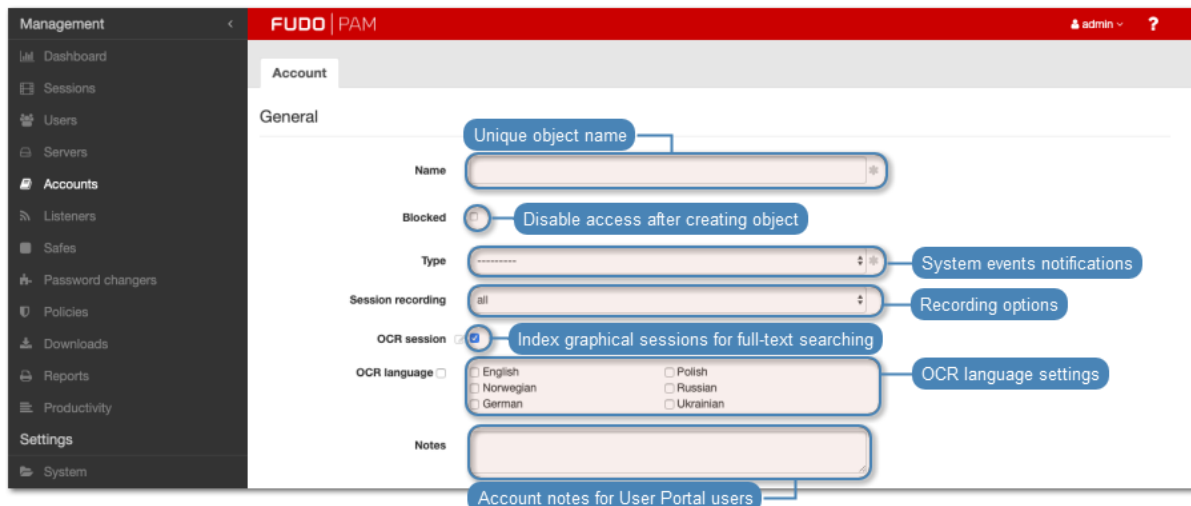 Management
Dashboard
Sessions
Users
Servers
Accounts
Listeners
Safes
Password changers
Policies
Downloads
Reports
Productivity
Settings
System
FUDO PAM
admin ?
Account
General
Unique object name
Name *
Blocked Disable access after creating object
Type --------- * System events notifications
Session recording all Recording options
OCR session Index graphical sessions for full-text searching
OCR language English Polish OCR language settings
Norwegian Russian
German Ukrainian
Notes
Account notes for User Portal users